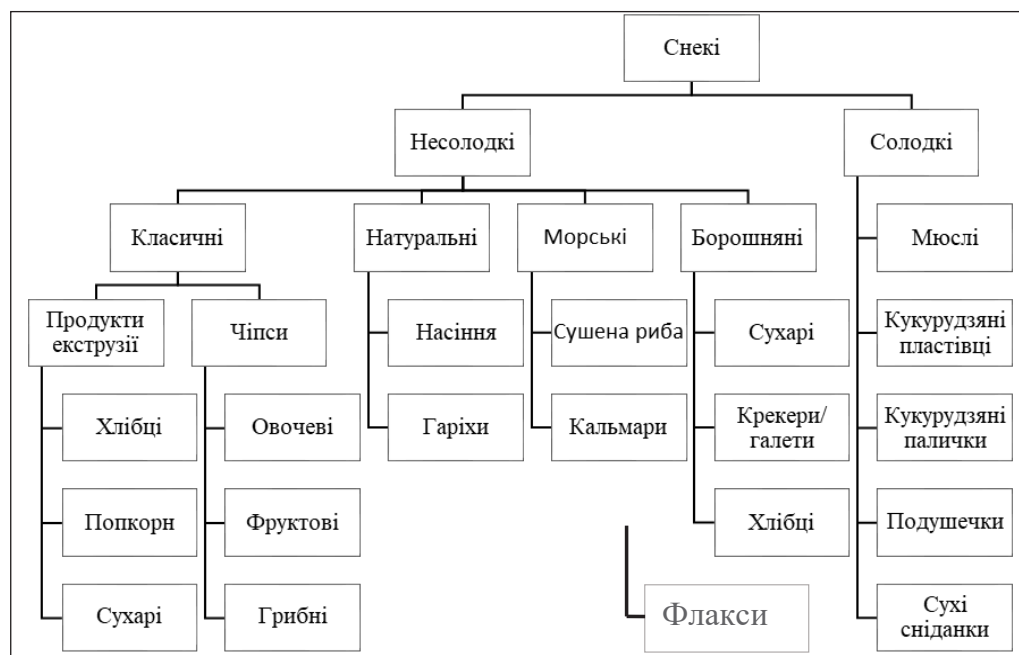 Снекі
Несолодкі
Солодкі
Класичні
Натуральні
Морські
Борошняні
Мюслі
Продукти
екструзії
Чіпси
Насіння
Сушена риба
Сухарі
Кукурудзяні
пластівці
Хлібці
Овочеві
Гаріхи
Кальмари
Крекери/
галети
Кукурудзяні
палички
Попкорн
Фруктові
Хлібці
Подушечки
Сухарі
Грибні
Флакси
Сухі
сніданки